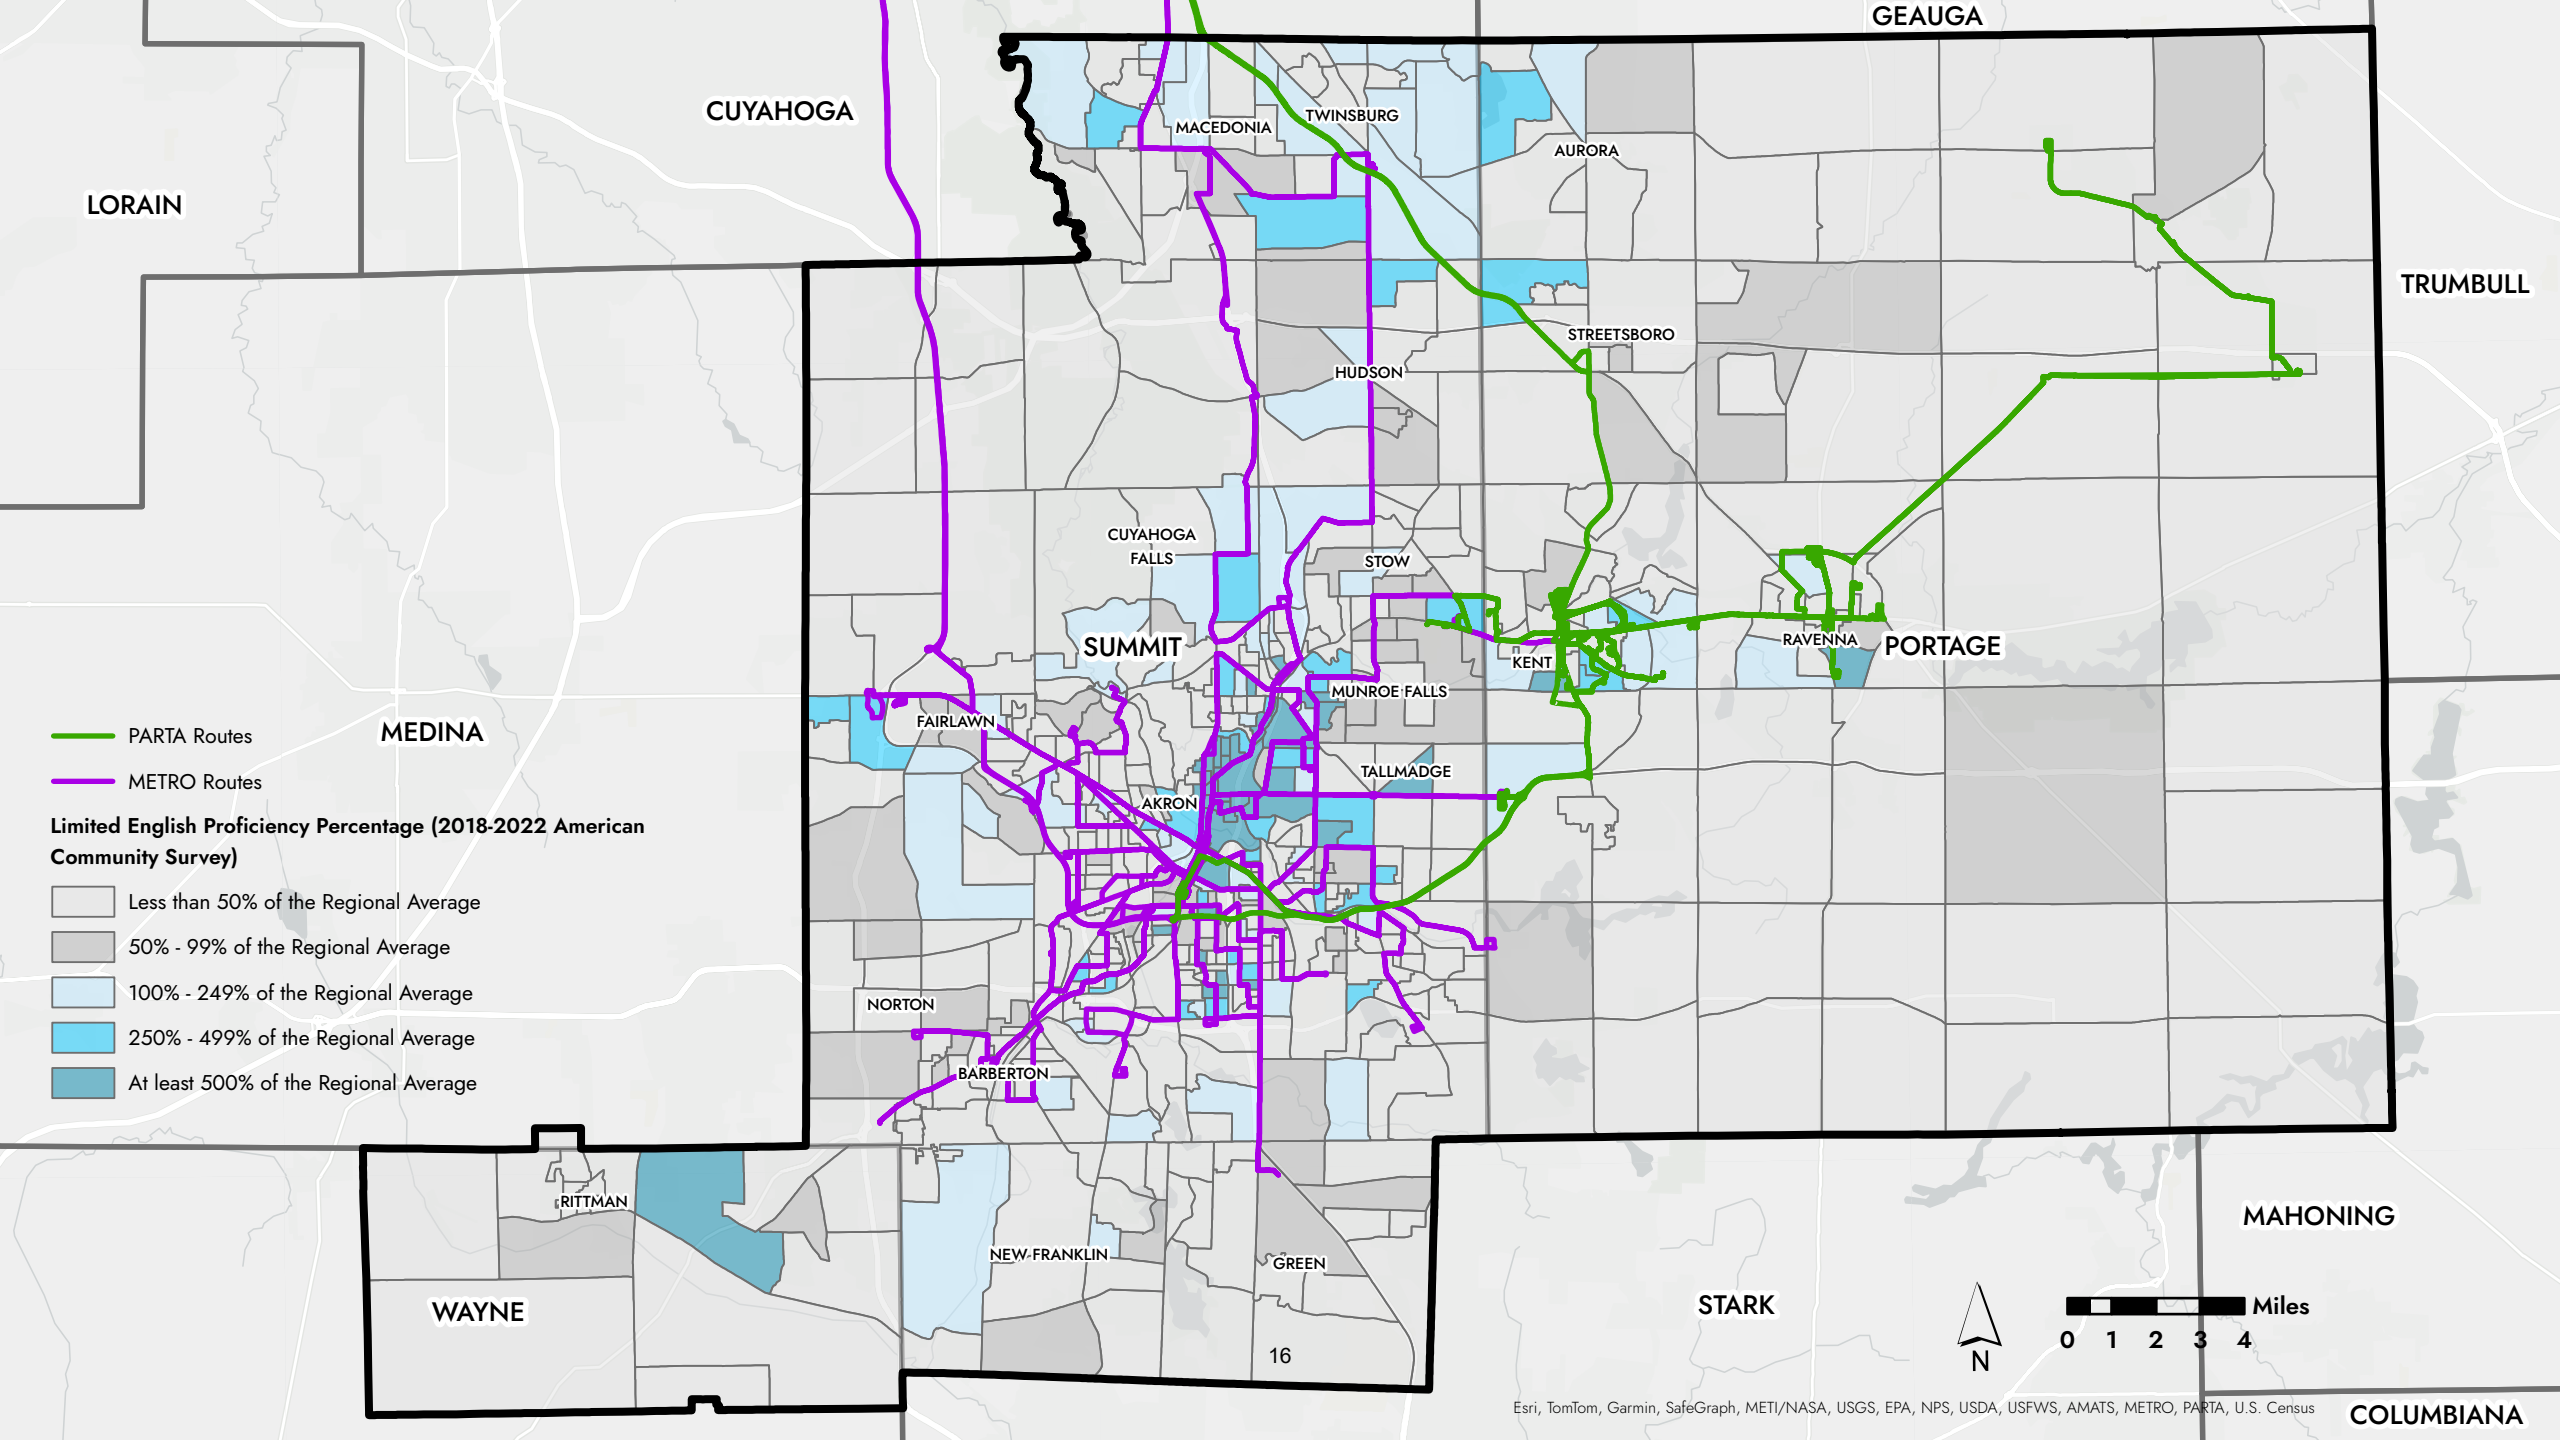 GEAUGA
CUYAHOGA
TWINSBURG
MACEDONIA
AURORA
LORAIN
TRUMBULL
STREETSBORO
HUDSON
CUYAHOGA
FALLS
STOW
SUMMIT
RAVENNA
PORTAGE
KENT
MUNROE FALLS
FAIRLAWN
MEDINA
TALLMADGE
AKRON
PARTA Routes
METRO Routes
Limited English Proficiency Percentage (2018-2022 American
Community Survey)
Less than 50% of the Regional Average
50% - 99% of the Regional Average
100% - 249% of the Regional Average
250% - 499% of the Regional Average
At least 500% of the Regional Average
NORTON
BARBERTON
RITTMAN
NEW FRANKLIN
GREEN
WAYNE
STARK
MAHONING
16
N
Miles
0 1 2 3 4
Esri, TomTom, Garmin, SafeGraph, METI/NASA, USGS, EPA, NPS, USDA, USFWS, AMATS, METRO, PARTA, U.S. Census
COLUMBIANA